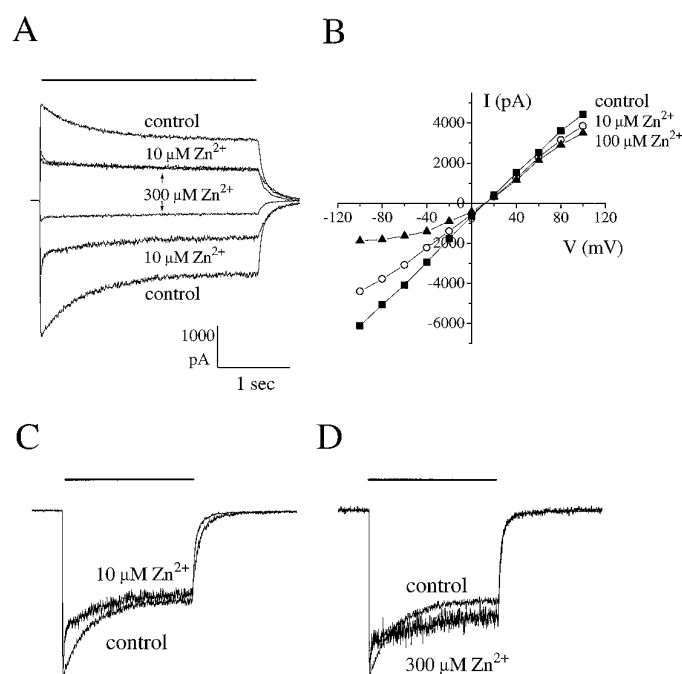 A
control
10 µM Zn²⁺
300 µM Zn²⁺
10 µM Zn²⁺
control
1000
pA
1 sec
B
I (pA)
control
10 µM Zn²⁺
100 µM Zn²⁺
4000
2000
0
-120 -80 -40 0 40 80 120
V (mV)
-2000
4000
-6000
C
10 µM Zn²⁺
control
D
control
300 µM Zn²⁺